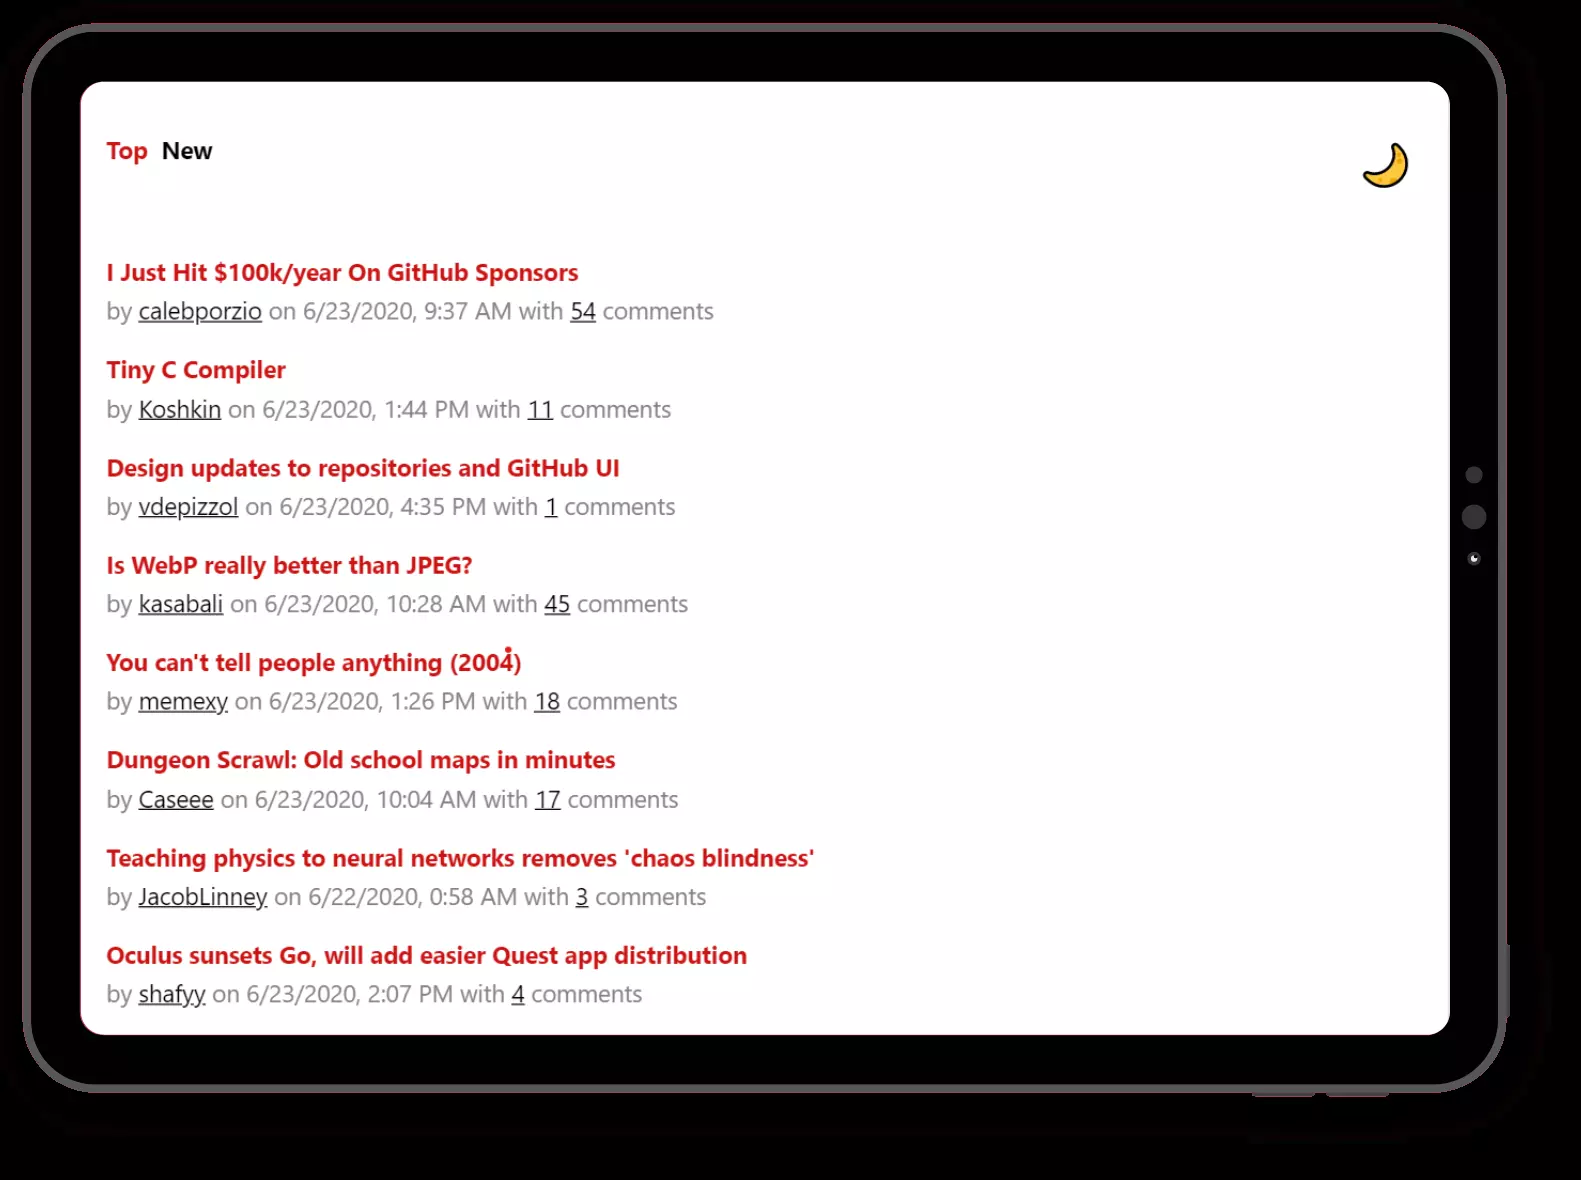 Top New
I Just Hit $100k/year On GitHub Sponsors
by calebporzio on 6/23/2020, 9:37 AM with 54 comments
Tiny C Compiler
by Koshkin on 6/23/2020, 1:44 PM with 11 comments
Design updates to repositories and GitHub UI
by vdepizzol on 6/23/2020, 4:35 PM with 1 comments
Is WebP really better than JPEG?
by kasabali on 6/23/2020, 10:28 AM with 45 comments
You can't tell people anything (2004)
by memexy on 6/23/2020, 1:26 PM with 18 comments
Dungeon Scrawl: Old school maps in minutes
by Caseee on 6/23/2020, 10:04 AM with 17 comments
Teaching physics to neural networks removes 'chaos blindness'
by JacobLinney on 6/22/2020, 0:58 AM with 3 comments
Oculus sunsets Go, will add easier Quest app distribution
by shafyy on 6/23/2020, 2:07 PM with 4 comments